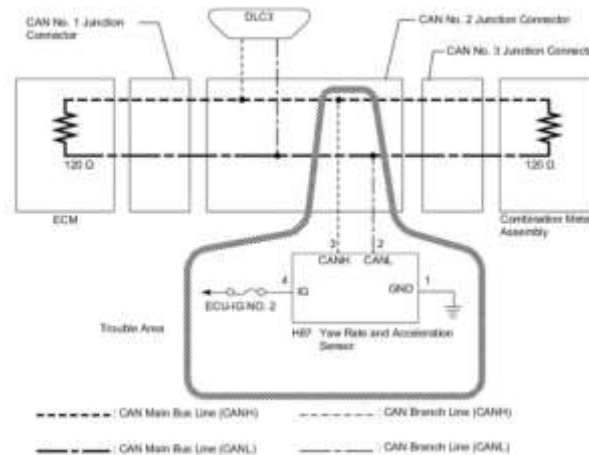 DLC3
CAN No. 1 Junction
Connector
CAN No. 2 Junction Connector
CAN No. 3 Junction Connecto
120 Ω
120 Ω
ECM
Combination Mete
Assembly
3
2
CANH
CANL
4
IG
GND
1
ECU-IG NO. 2
H87 Yaw Rate and Acceleration
Sensor
Trouble Area
: CAN Main Bus Line (CANH)
: CAN Branch Line (CANH)
: CAN Main Bus Line (CANL)
: CAN Branch Line (CANL)